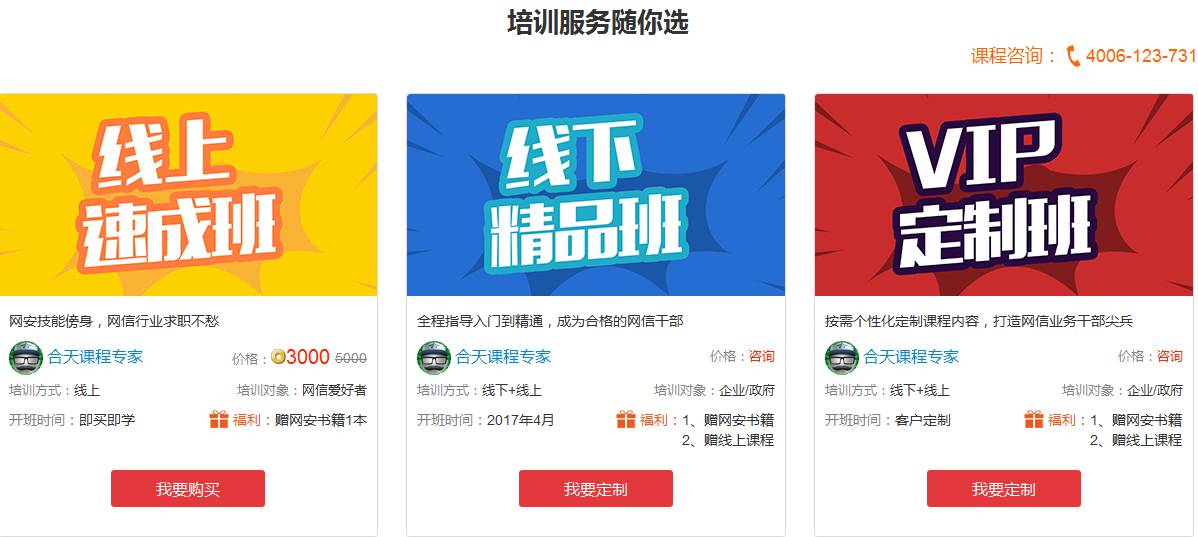 培训服务随你选
课程咨询： 4006-123-731
线上
速成班
网安技能傍身，网信行业求职不愁
合天课程专家 价格：3000 5000
培训方式：线上 培训对象：网信爱好者
开班时间：即买即学 福利：赠网安书籍1本
我要购买
线下
精品班
全程指导入门到精通，成为合格的网信干部
合天课程专家 价格：咨询
培训方式：线下+线上 培训对象：企业/政府
开班时间：2017年4月 福利：1、赠网安书籍
2、赠线上课程
我要定制
VIP
定制班
按需个性化定制课程内容，打造网信业务干部尖兵
合天课程专家 价格：咨询
培训方式：线下+线上 培训对象：企业/政府
开班时间：客户定制 福利：1、赠网安书籍
2、赠线上课程
我要定制